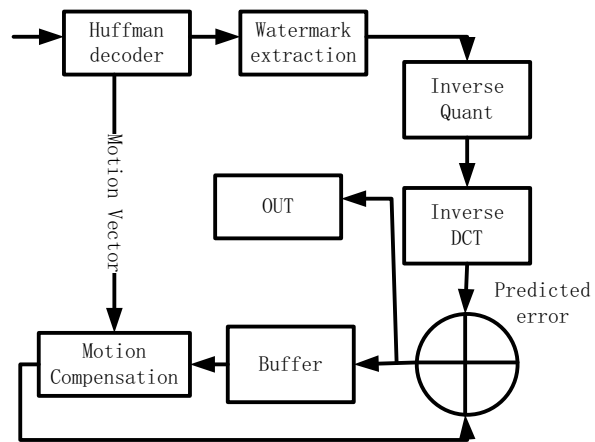 Huffman
decoder
Watermark
extraction
Inverse
Quant
Motion Vector
OUT
Inverse
DCT
Predicted
error
Motion
Compensation
Buffer